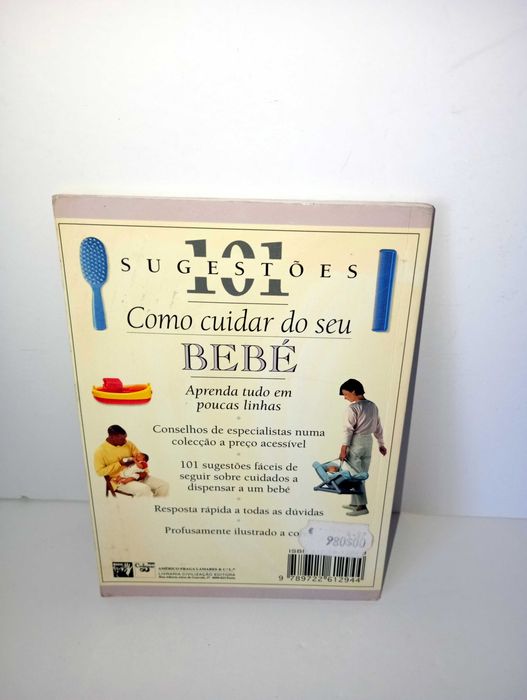 101
SUGESTÕES
Como cuidar do seu
BEBÉ
Aprenda tudo em
poucas linhas
Conselhos de especialistas numa
colecção a preço acessível
101 sugestões fáceis de
seguir sobre cuidados a
dispensar a um bebé
Resposta rápida a todas as dúvidas
Profusamente ilustrado a co
980$00
ISBN
9 789722 612944
AMÉRICO FRAGA LAMARES & C.ª L.ª
LIVRARIA CIVILIZAÇÃO EDITORA